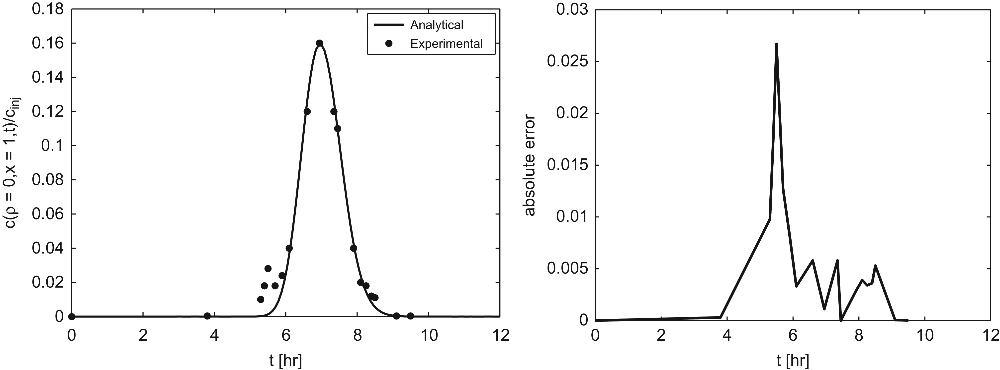 0.18
0.16
0.14
0.12
0.1
0.08
0.06
0.04
0.02
0
c(ρ = 0,x = 1,t)/cinj
Analytical
Experimental
0 2 4 6 8 10 12
t [hr]
0.03
0.025
0.02
0.015
0.01
0.005
0
absolute error
0 2 4 6 8 10 12
t [hr]